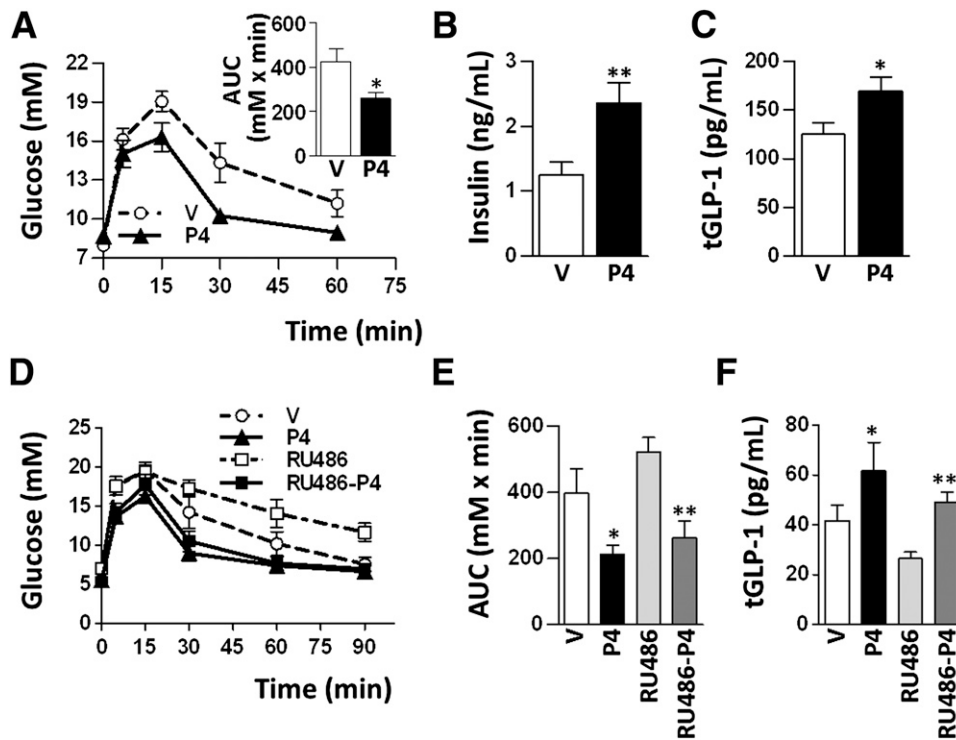 A
Glucose (mM)
22
19
16
13
10
7
0
15
30
45
60
75
Time (min)
V
P4
AUC
(mM x min)
600
400
200
0
V
P4
*
B
Insulin (ng/mL)
3
2
1
0
**
V
P4
C
tGLP-1 (pg/mL)
200
150
100
50
0
*
V
P4
D
Glucose (mM)
25
20
15
10
5
0
0
15
30
45
60
75
90
Time (min)
V
P4
RU486
RU486-P4
E
AUC (mM x min)
600
400
200
0
*
**
V
P4
RU486
RU486-P4
F
tGLP-1 (pg/mL)
80
60
40
20
0
*
**
V
P4
RU486
RU486-P4